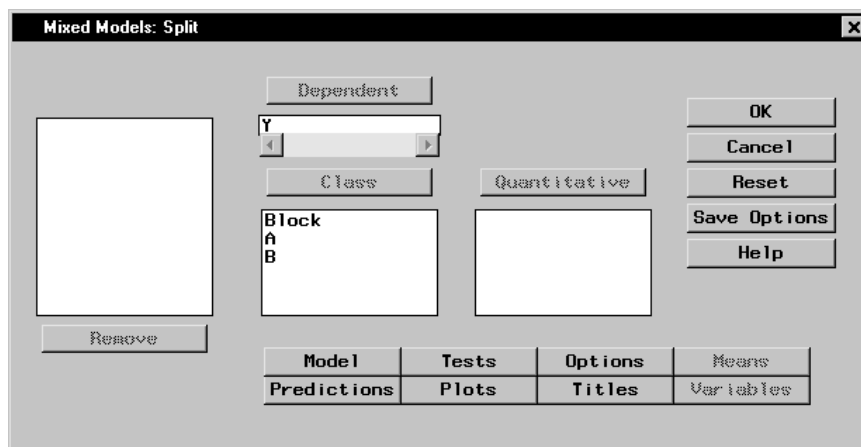 Mixed Models: Split
Dependent
Y
Class
Quantitative
Block
A
B
Remove
OK
Cancel
Reset
Save Options
Help
Model Tests Options Means
Predictions Plots Titles Variables